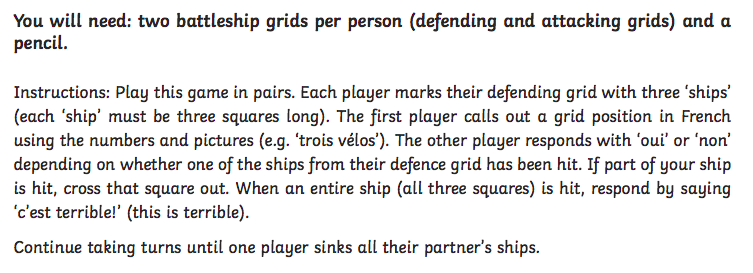 You will need: two battleship grids per person (defending and attacking grids) and a
pencil.
Instructions: Play this game in pairs. Each player marks their defending grid with three ‘ships’
(each ‘ship’ must be three squares long). The first player calls out a grid position in French
using the numbers and pictures (e.g. ‘trois vélos’). The other player responds with ‘oui’ or ‘non’
depending on whether one of the ships from their defence grid has been hit. If part of your ship
is hit, cross that square out. When an entire ship (all three squares) is hit, respond by saying
‘c’est terrible!’ (this is terrible).
Continue taking turns until one player sinks all their partner’s ships.